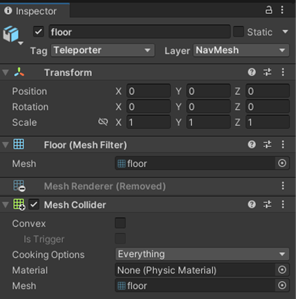 Inspector
floor
Static
Tag Teleporter Layer NavMesh
Transform
Position X 0 Y 0 Z 0
Rotation X 0 Y 0 Z 0
Scale X 1 Y 1 Z 1
Floor (Mesh Filter)
Mesh floor
Mesh Renderer (Removed)
Mesh Collider
Convex
Is Trigger
Cooking Options Everything
Material None (Physic Material)
Mesh floor